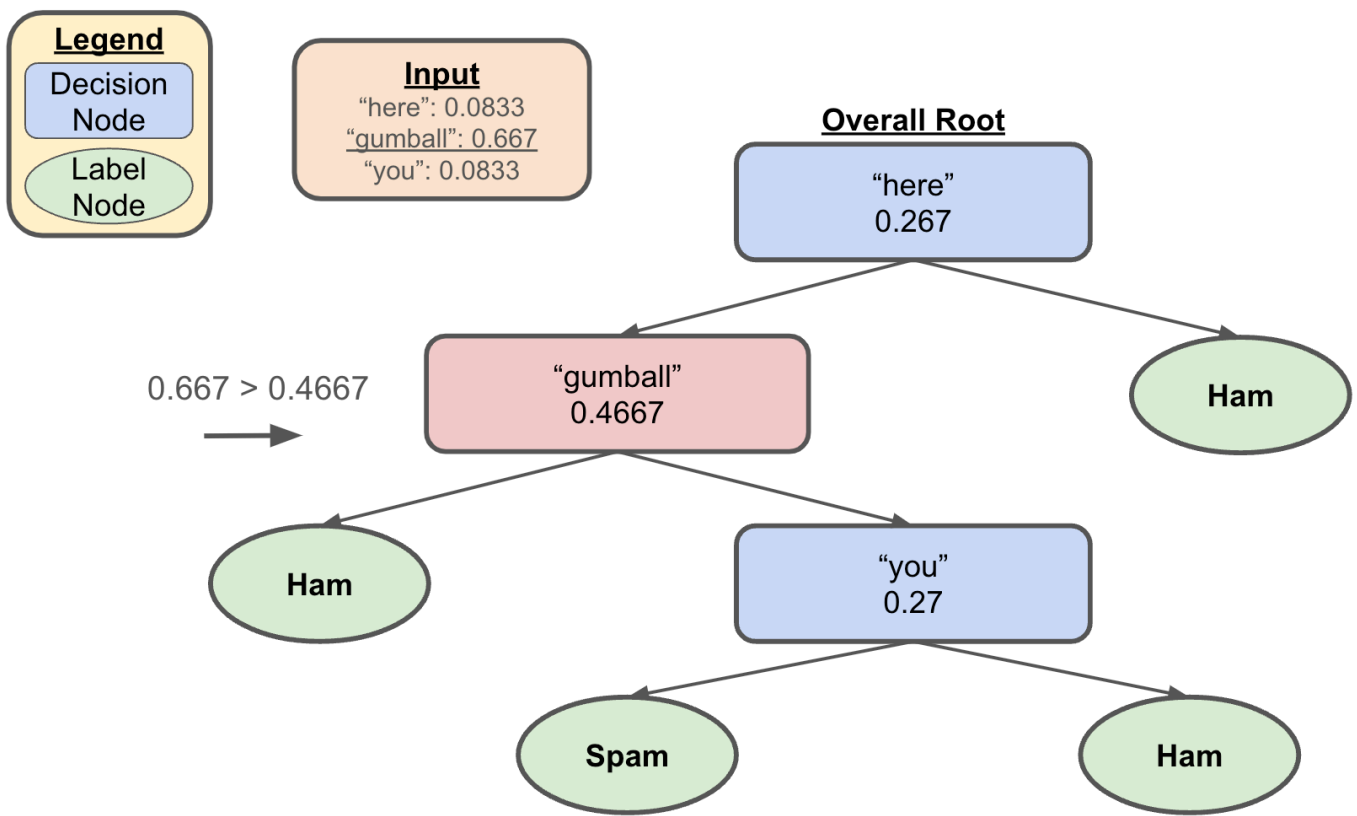 Legend
Decision
Node
Label
Node
Input
“here”: 0.0833
“gumball”: 0.667
“you”: 0.0833
Overall Root
“here”
0.267
0.667 > 0.4667
“gumball”
0.4667
Ham
Ham
“you”
0.27
Spam
Ham